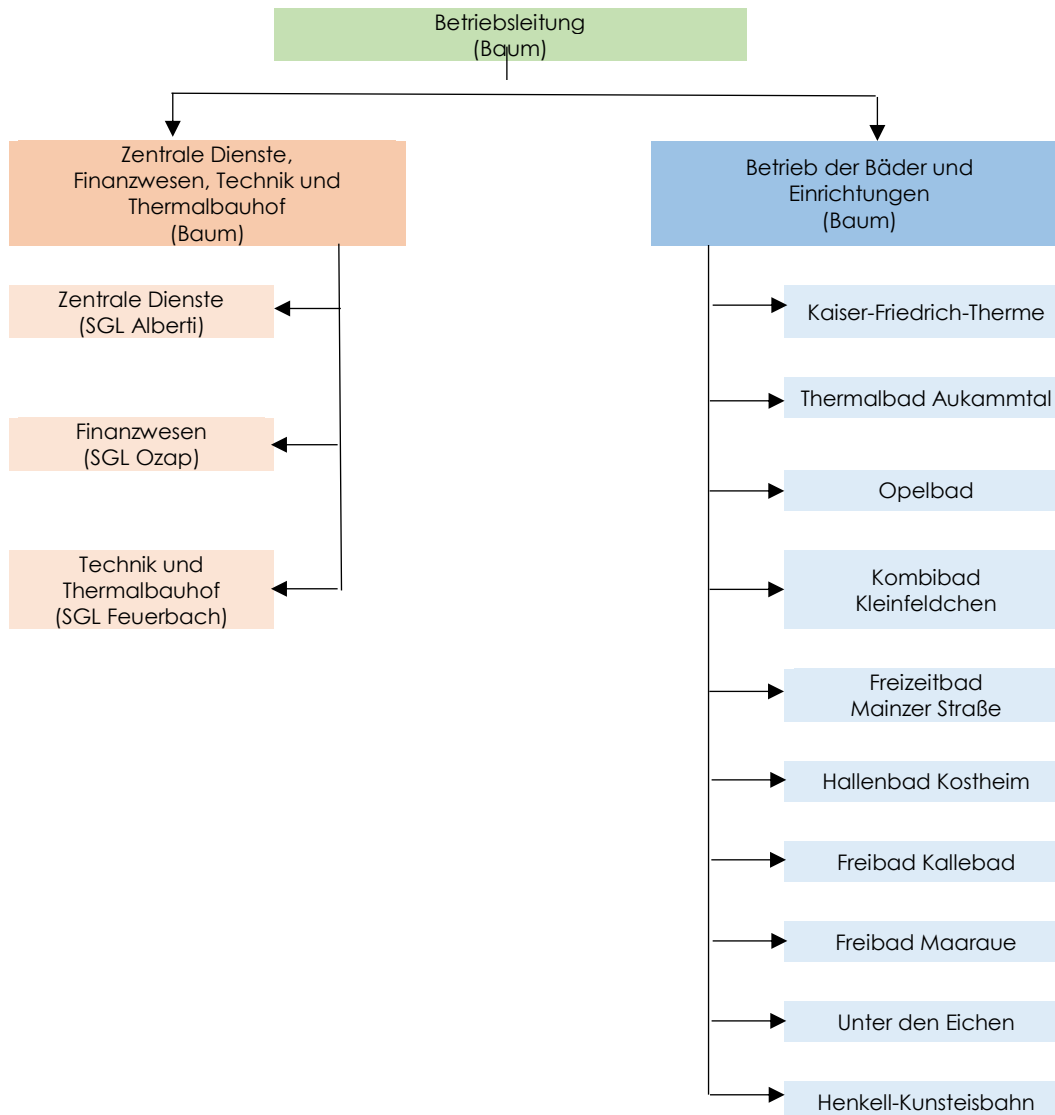 Betriebsleitung
(Baum)
Zentrale Dienste,
Finanzwesen, Technik und
Thermalbauhof
(Baum)
Zentrale Dienste
(SGL Alberti)
Finanzwesen
(SGL Ozap)
Technik und
Thermalbauhof
(SGL Feuerbach)
Betrieb der Bäder und
Einrichtungen
(Baum)
Kaiser-Friedrich-Therme
Thermalbad Aukammtal
Opelbad
Kombibad
Kleinfeldchen
Freizeitbad
Mainzer Straße
Hallenbad Kostheim
Freibad Kallebad
Freibad Maaraue
Unter den Eichen
Henkell-Kunsteisbahn